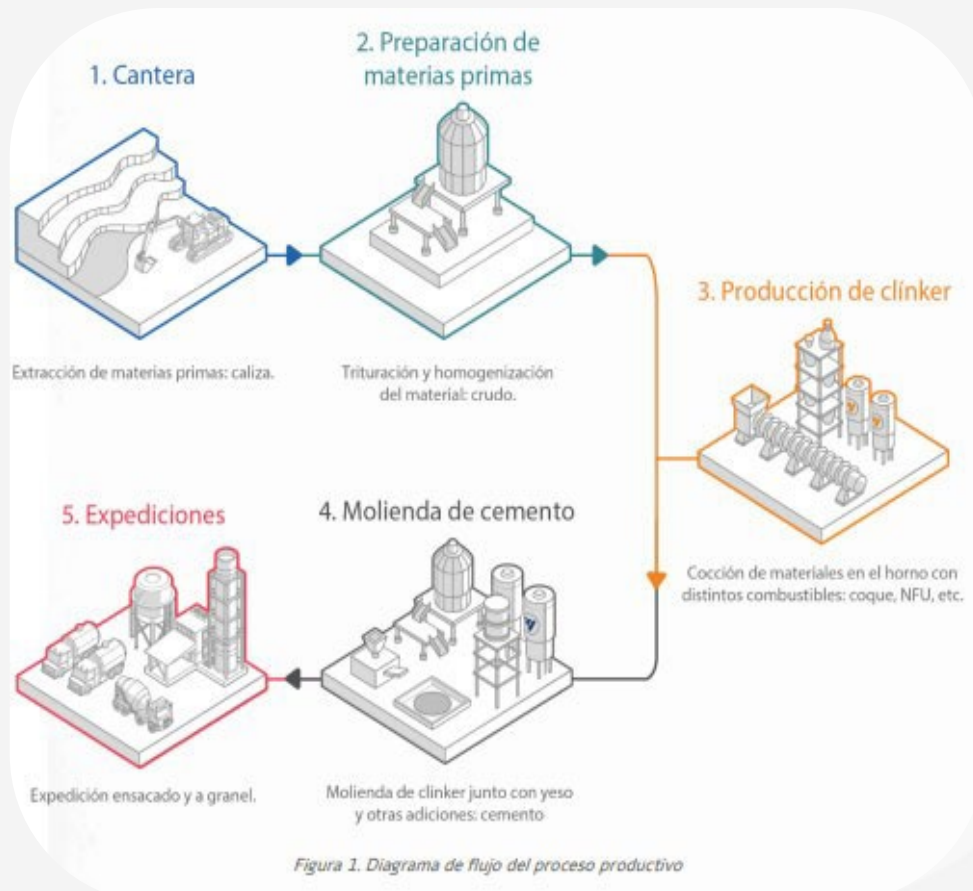 1. Cantera
2. Preparación de
materias primas
Extracción de materias primas: caliza.
Trituración y homogenización
del material: crudo.
3. Producción de clínker
Cocción de materiales en el horno con
distintos combustibles: coque, NFU, etc.
4. Molienda de cemento
Molienda de clinker junto con yeso
y otras adiciones: cemento
5. Expediciones
Expedición ensacado y a granel.
Figura 1. Diagrama de flujo del proceso productivo